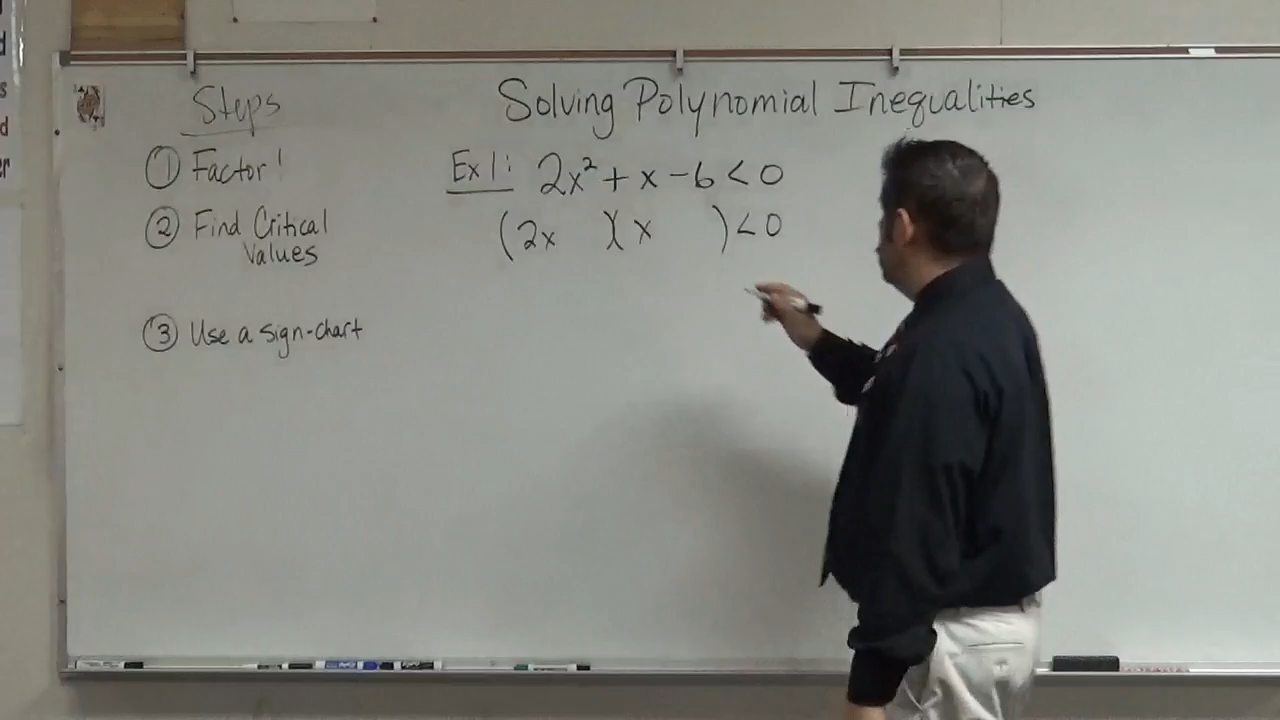 Steps
① Factor!
② Find Critical
Values
③ Use a sign-chart
Solving Polynomial Inequalities
Ex 1: 2x² + x - 6 < 0
(2x )(x ) < 0